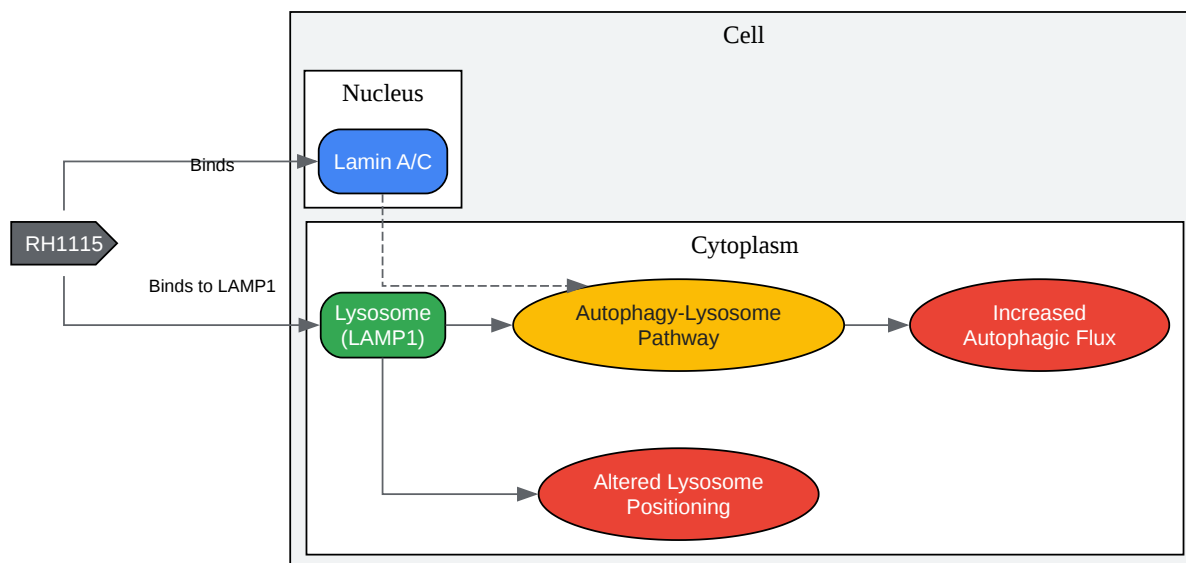 Cell
Nucleus
Binds
Lamin A/C
RH1115
Cytoplasm
Binds to LAMP1
Lysosome
(LAMP1)
Autophagy-Lysosome
Pathway
Increased
Autophagic Flux
Altered Lysosome
Positioning